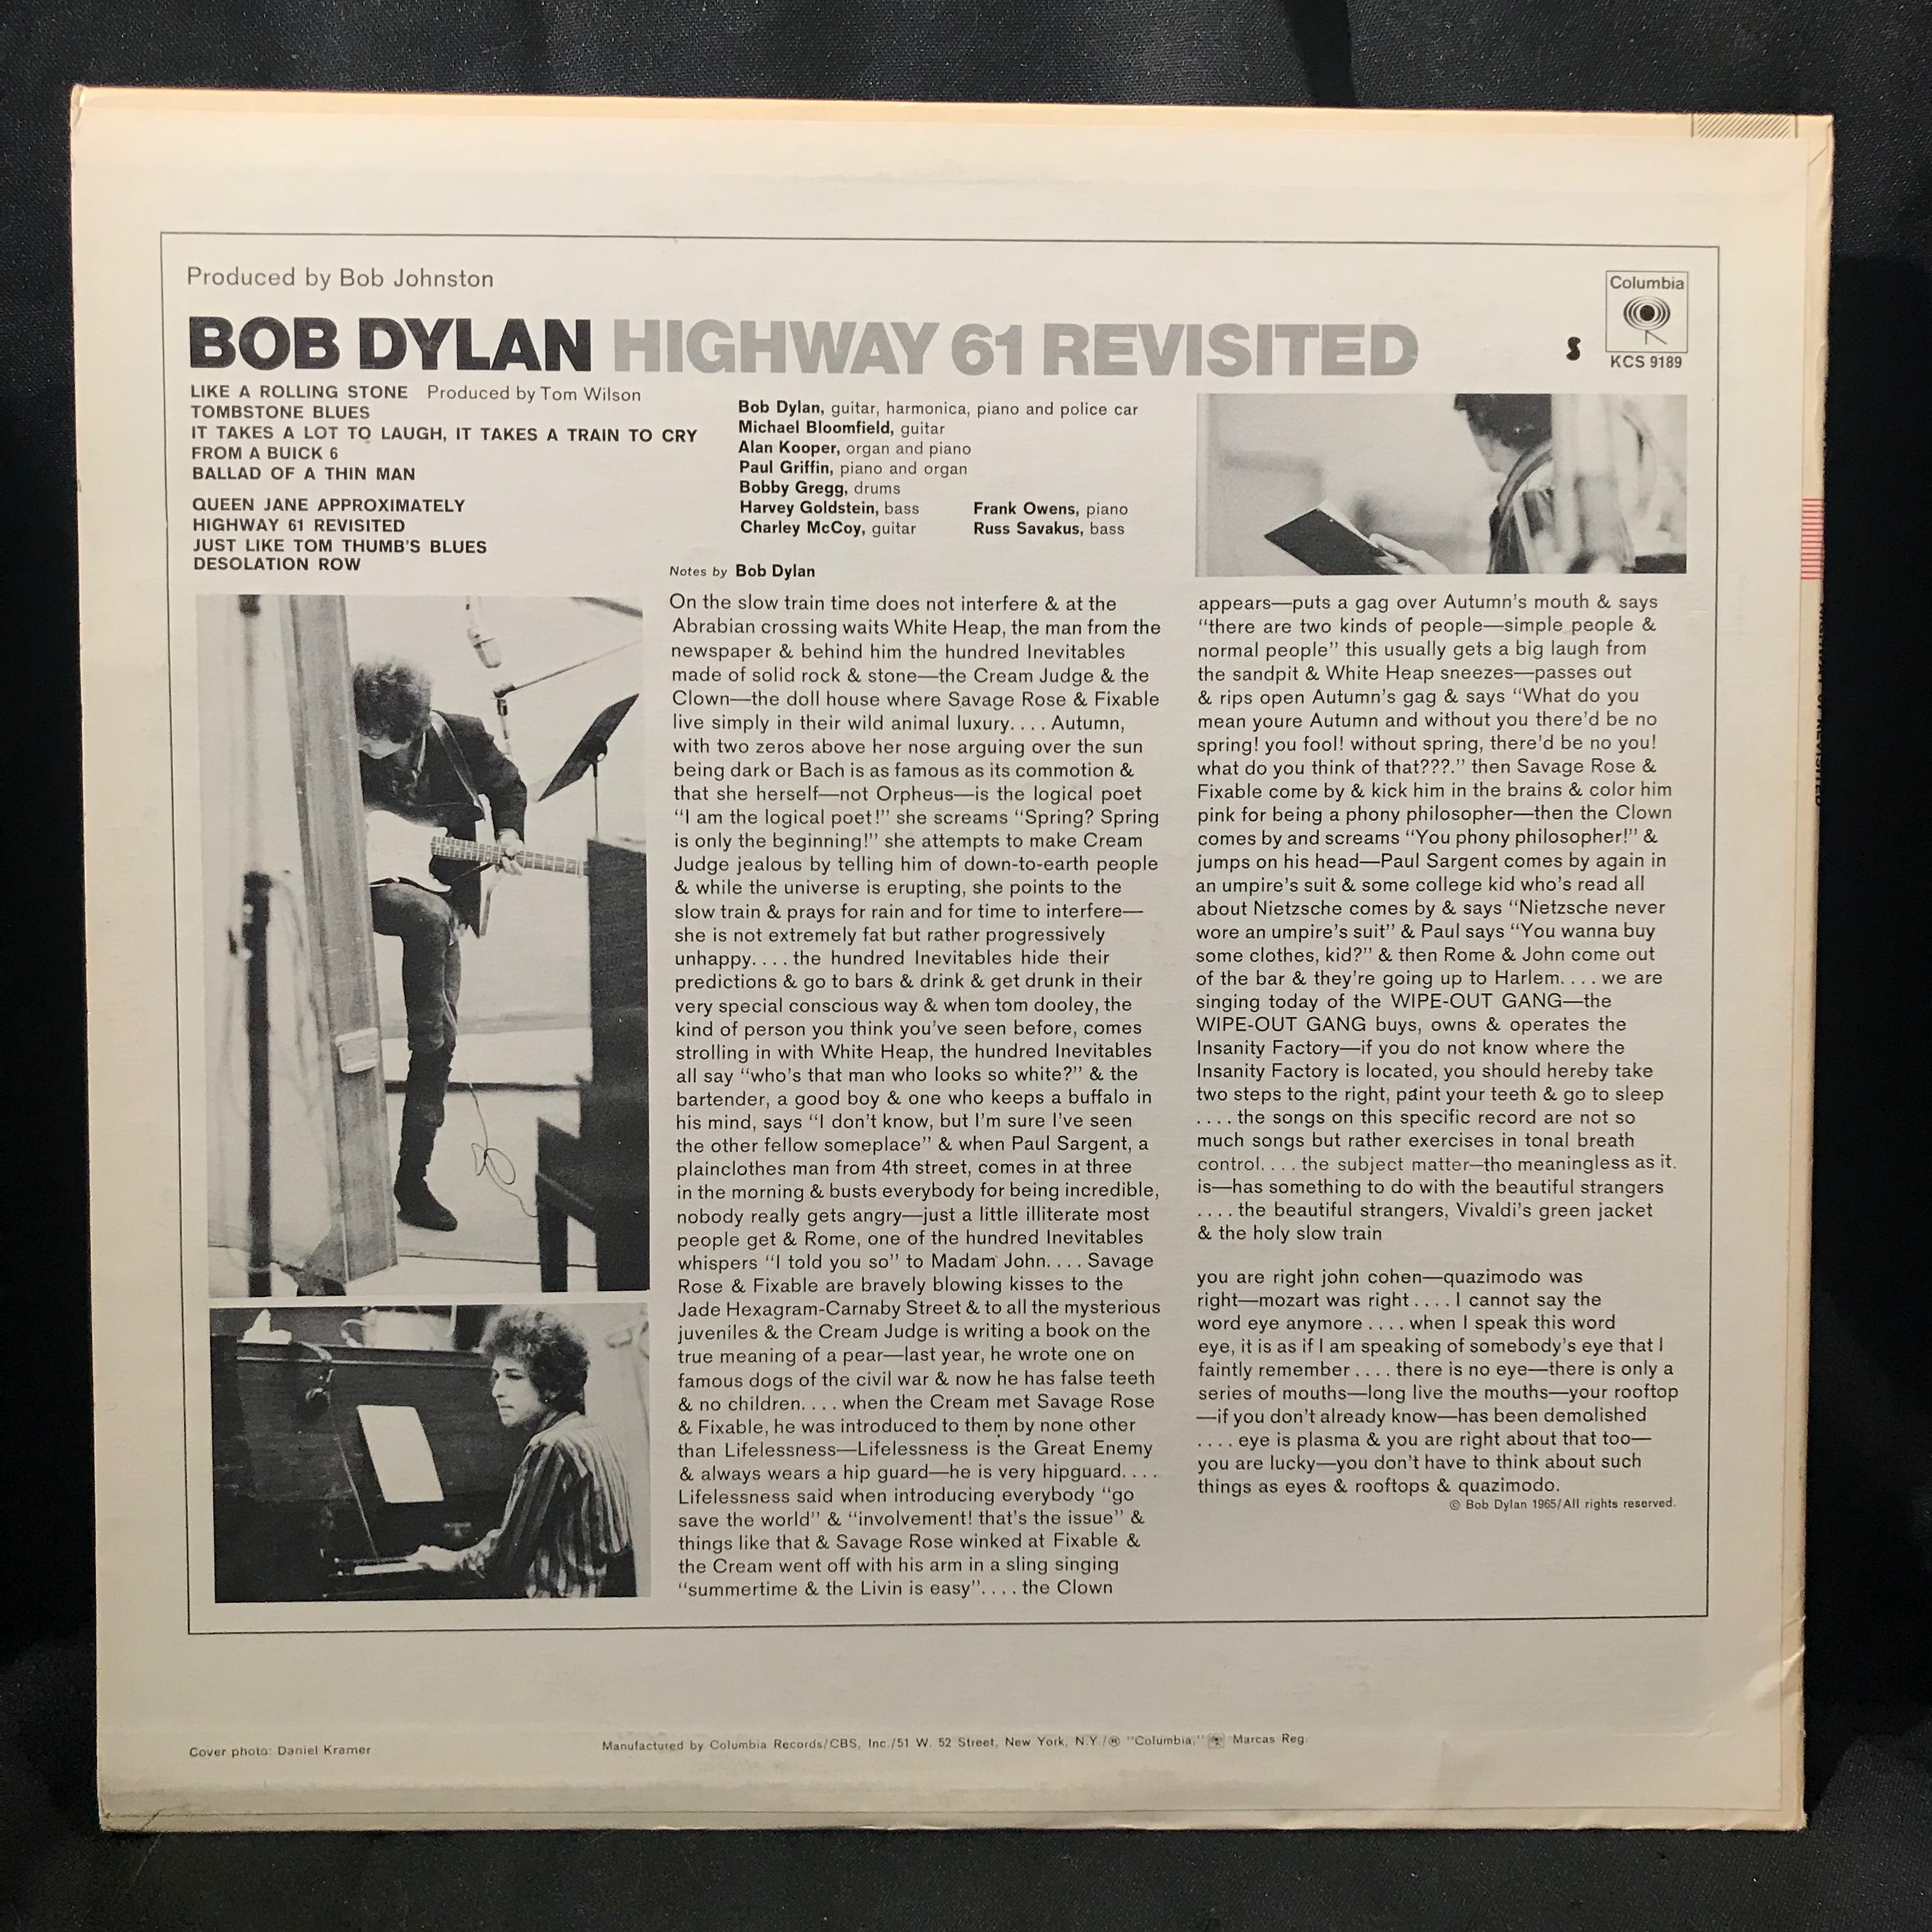 Produced by Bob Johnston
BOB DYLAN HIGHWAY 61 REVISITED
S
Columbia
KCS 9189
LIKE A ROLLING STONE Produced by Tom Wilson
TOMBSTONE BLUES
IT TAKES A LOT TO LAUGH, IT TAKES A TRAIN TO CRY
FROM A BUICK 6
BALLAD OF A THIN MAN
QUEEN JANE APPROXIMATELY
HIGHWAY 61 REVISITED
JUST LIKE TOM THUMB'S BLUES
DESOLATION ROW
Bob Dylan, guitar, harmonica, piano and police car
Michael Bloomfield, guitar
Alan Kooper, organ and piano
Paul Griffin, piano and organ
Bobby Gregg, drums
Harvey Goldstein, bass Frank Owens, piano
Charley McCoy, guitar Russ Savakus, bass
Notes by Bob Dylan
On the slow train time does not interfere & at the
Abrabian crossing waits White Heap, the man from the
newspaper & behind him the hundred Inevitables
made of solid rock & stone—the Cream Judge & the
Clown—the doll house where Savage Rose & Fixable
live simply in their wild animal luxury.... Autumn,
with two zeros above her nose arguing over the sun
being dark or Bach is as famous as its commotion &
that she herself—not Orpheus—is the logical poet
"I am the logical poet!" she screams "Spring? Spring
is only the beginning!" she attempts to make Cream
Judge jealous by telling him of down-to-earth people
& while the universe is erupting, she points to the
slow train & prays for rain and for time to interfere—
she is not extremely fat but rather progressively
unhappy.... the hundred Inevitables hide their
predictions & go to bars & drink & get drunk in their
very special conscious way & when tom dooley, the
kind of person you think you've seen before, comes
strolling in with White Heap, the hundred Inevitables
all say "who's that man who looks so white?" & the
bartender, a good boy & one who keeps a buffalo in
his mind, says "I don't know, but I'm sure I've seen
the other fellow someplace" & when Paul Sargent, a
plainclothes man from 4th street, comes in at three
in the morning & busts everybody for being incredible,
nobody really gets angry—just a little illiterate most
people get & Rome, one of the hundred Inevitables
whispers "I told you so" to Madam John.... Savage
Rose & Fixable are bravely blowing kisses to the
Jade Hexagram-Carnaby Street & to all the mysterious
juveniles & the Cream Judge is writing a book on the
true meaning of a pear—last year, he wrote one on
famous dogs of the civil war & now he has false teeth
& no children.... when the Cream met Savage Rose
& Fixable, he was introduced to them by none other
than Lifelessness—Lifelessness is the Great Enemy
& always wears a hip guard—he is very hipguard....
Lifelessness said when introducing everybody "go
save the world" & "involvement! that's the issue" &
things like that & Savage Rose winked at Fixable &
the Cream went off with his arm in a sling singing
"summertime & the Livin is easy".... the Clown
appears—puts a gag over Autumn's mouth & says
"there are two kinds of people—simple people &
normal people" this usually gets a big laugh from
the sandpit & White Heap sneezes—passes out
& rips open Autumn's gag & says "What do you
mean youre Autumn and without you there'd be no
spring! you fool! without spring, there'd be no you!
what do you think of that???." then Savage Rose &
Fixable come by & kick him in the brains & color him
pink for being a phony philosopher—then the Clown
comes by and screams "You phony philosopher!" &
jumps on his head—Paul Sargent comes by again in
an umpire's suit & some college kid who's read all
about Nietzsche comes by & says "Nietzsche never
wore an umpire's suit" & Paul says "You wanna buy
some clothes, kid?" & then Rome & John come out
of the bar & they're going up to Harlem.... we are
singing today of the WIPE-OUT GANG—the
WIPE-OUT GANG buys, owns & operates the
Insanity Factory—if you do not know where the
Insanity Factory is located, you should hereby take
two steps to the right, paint your teeth & go to sleep
.... the songs on this specific record are not so
much songs but rather exercises in tonal breath
control.... the subject matter—tho meaningless as it.
is—has something to do with the beautiful strangers
.... the beautiful strangers, Vivaldi's green jacket
& the holy slow train
you are right john cohen—quazimodo was
right—mozart was right.... I cannot say the
word eye anymore.... when I speak this word
eye, it is as if I am speaking of somebody's eye that I
faintly remember.... there is no eye—there is only a
series of mouths—long live the mouths—your rooftop
—if you don't already know—has been demolished
.... eye is plasma & you are right about that too—
you are lucky—you don't have to think about such
things as eyes & rooftops & quazimodo.
© Bob Dylan 1965/All rights reserved.
Cover photo: Daniel Kramer
Manufactured by Columbia Records/CBS, Inc./51 W. 52 Street, New York, N.Y./® "Columbia," Marcas Reg.